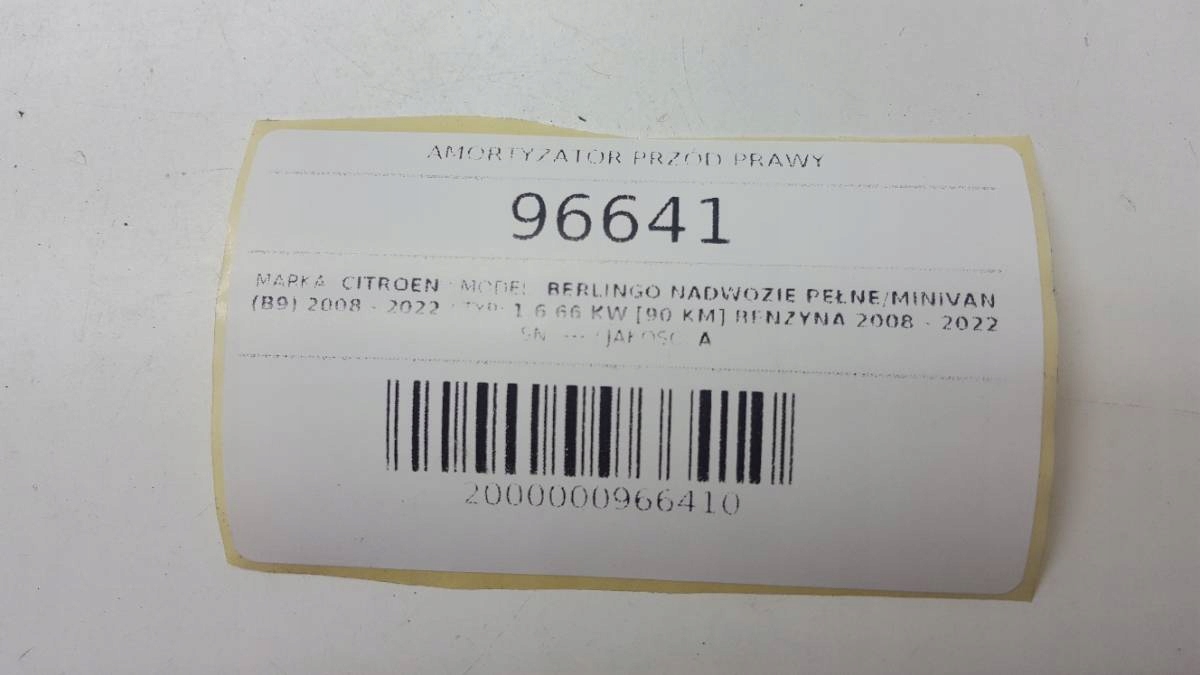 AMORTYZATOR PRZÓD PRAWY
96641
MARKA: CITROEN | MODEL: BERLINGO NADWOZIE PEŁNE/MINIVAN
(B9) 2008 - 2022 | TYP: 1.6 66 KW [90 KM] BENZYNA 2008 - 2022
SN: --- | JAKOŚĆ: A
2000000966410